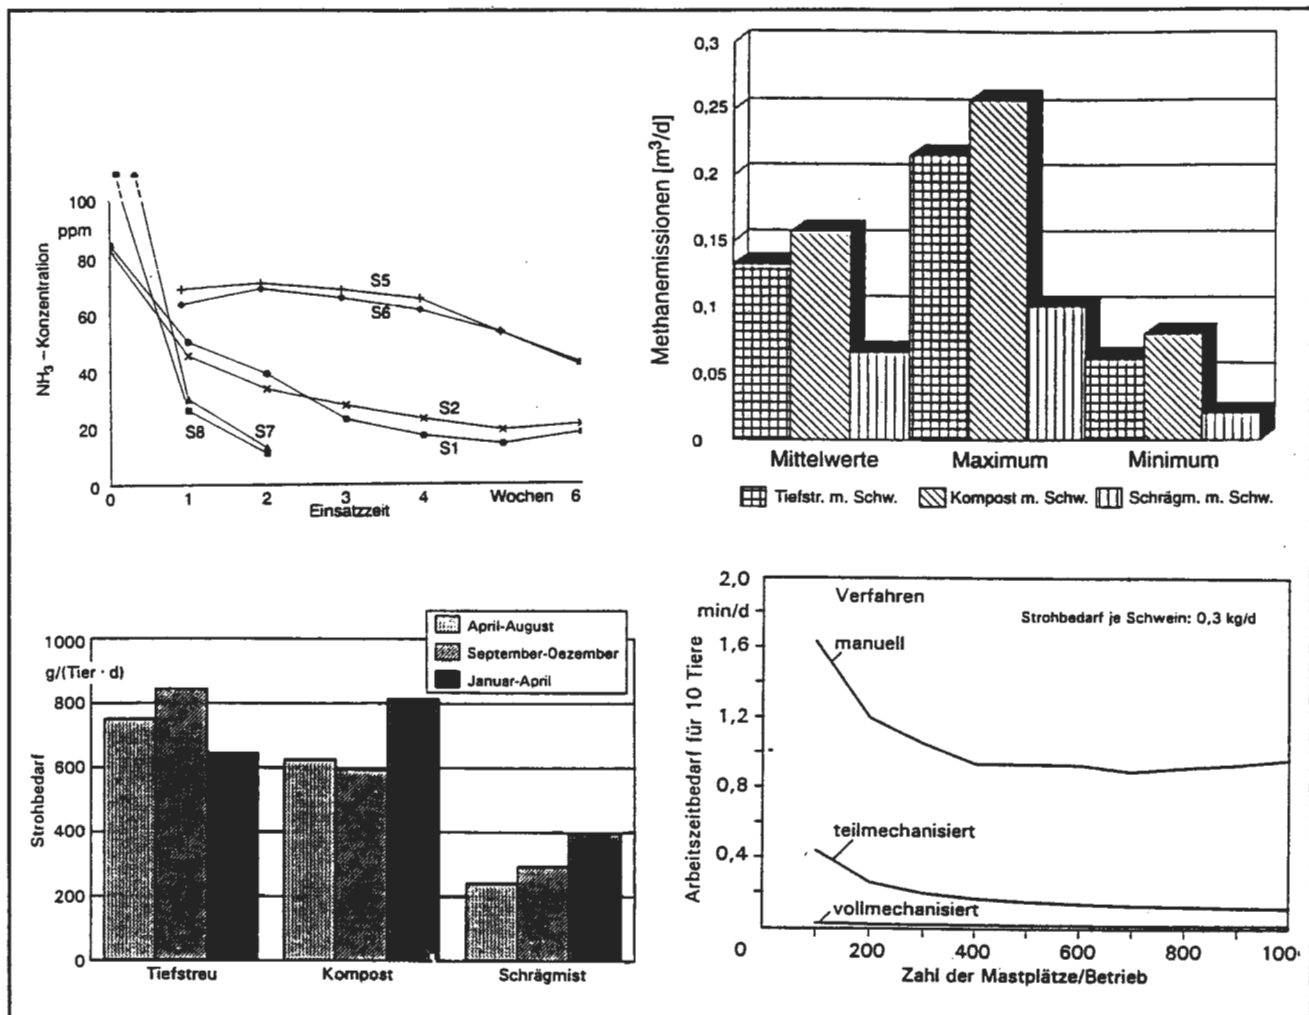 100
ppm
80
60
40
20
0
NH₃ – Konzentration
S5
S6
S2
S1
S8
S7
0
1
2
3
4
Wochen
6
Einsatzzeit
0,3
0,25
0,2
0,15
0,1
0,05
0
Methanemissionen [m³/d]
Mittelwerte
Maximum
Minimum
Tiefstr. m. Schw.
Kompost m. Schw.
Schrägm. m. Schw.
April-August
September-Dezember
Januar-April
1000
g/(Tier · d)
800
600
400
200
0
Strohbedarf
Tiefstreu
Kompost
Schrägmist
2,0
min/d
1,6
1,2
0,8
0,4
0
Arbeitszeitbedarf für 10 Tiere
Verfahren
Strohbedarf je Schwein: 0,3 kg/d
manuell
teilmechanisiert
vollmechanisiert
200
400
600
800
100
Zahl der Mastplätze/Betrieb